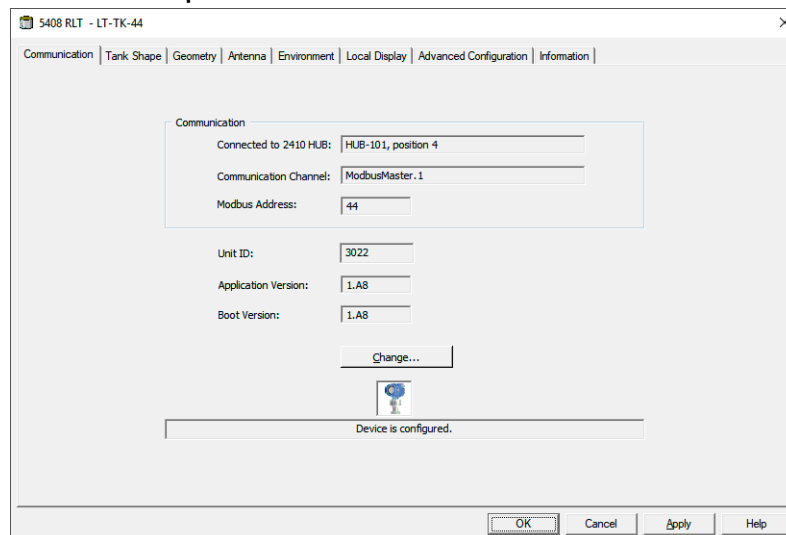 5408 RLT - LT-TK-44
Communication Tank Shape Geometry Antenna Environment Local Display Advanced Configuration Information
Communication
Connected to 2410 HUB: HUB-101, position 4
Communication Channel: ModbusMaster.1
Modbus Address: 44
Unit ID: 3022
Application Version: 1.A8
Boot Version: 1.A8
Change...
Device is configured.
OK Cancel Apply Help